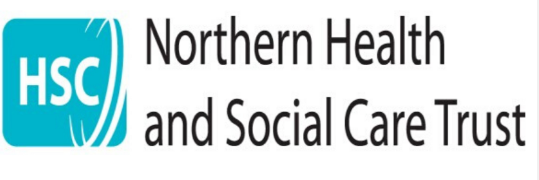 HSC
Northern Health
and Social Care Trust